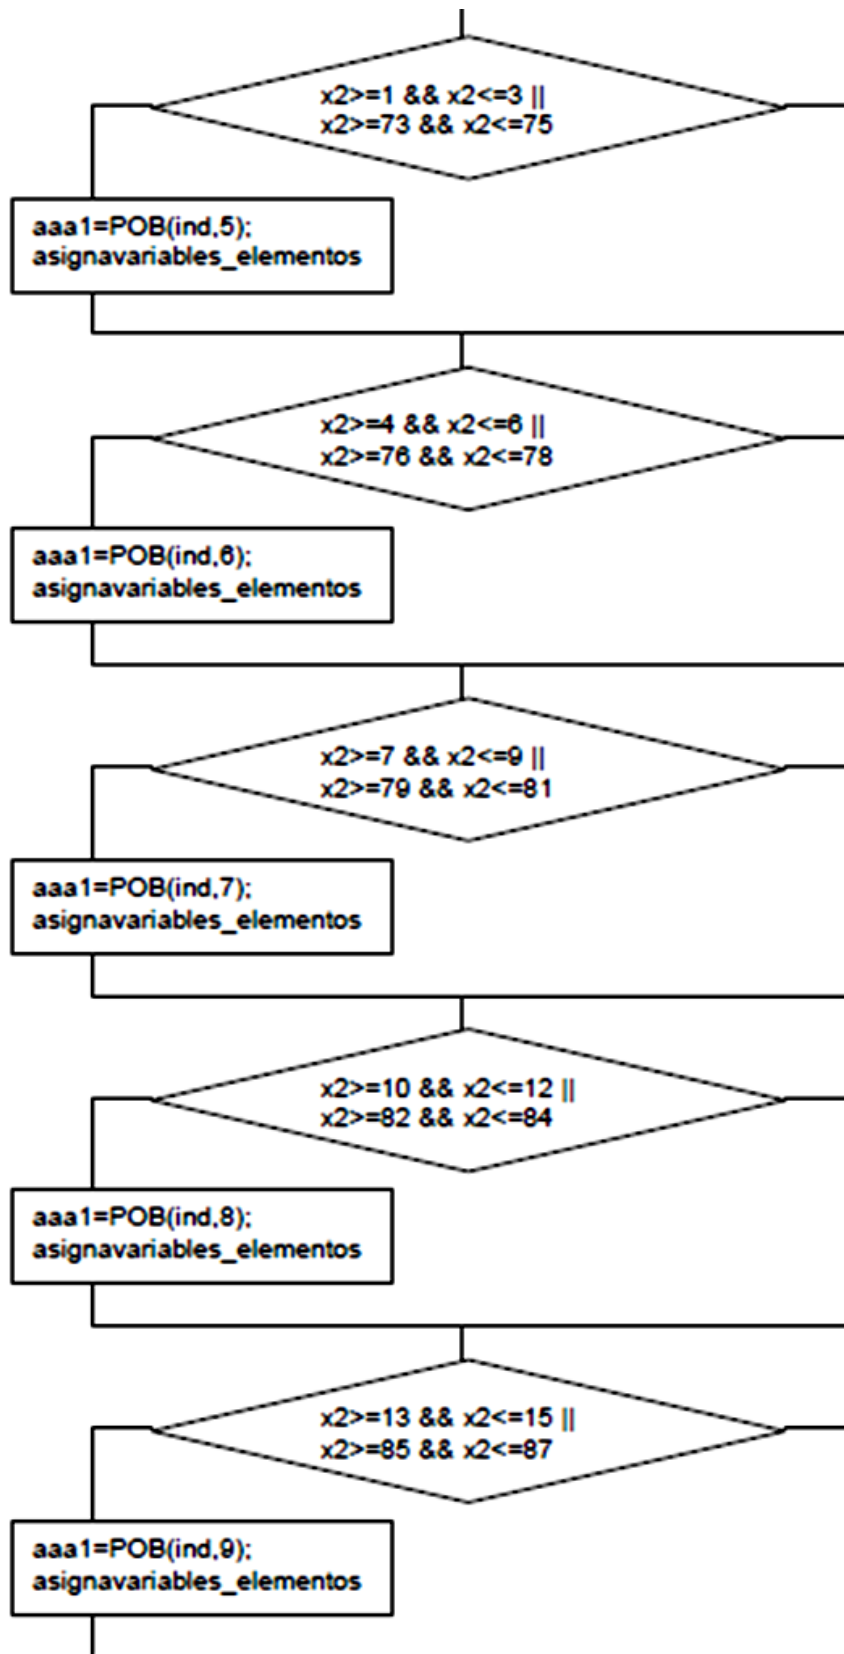 x2>=1 && x2<=3 ||
x2>=73 && x2<=75
aaa1=POB(ind,5);
asignavariables_elementos
x2>=4 && x2<=6 ||
x2>=76 && x2<=78
aaa1=POB(ind,6);
asignavariables_elementos
x2>=7 && x2<=9 ||
x2>=79 && x2<=81
aaa1=POB(ind,7);
asignavariables_elementos
x2>=10 && x2<=12 ||
x2>=82 && x2<=84
aaa1=POB(ind,8);
asignavariables_elementos
x2>=13 && x2<=15 ||
x2>=85 && x2<=87
aaa1=POB(ind,9);
asignavariables_elementos